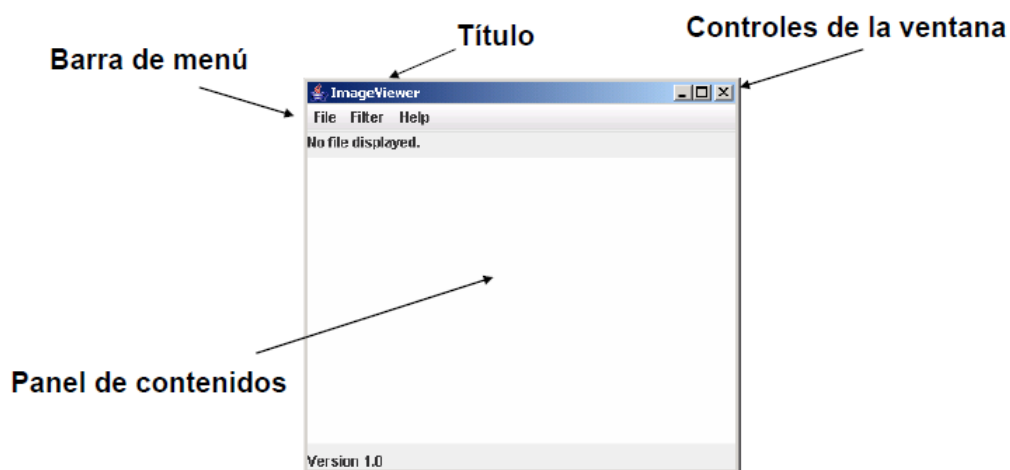 Título
Controles de la ventana
Barra de menú
ImageViewer
File Filter Help
No file displayed.
Panel de contenidos
Version 1.0